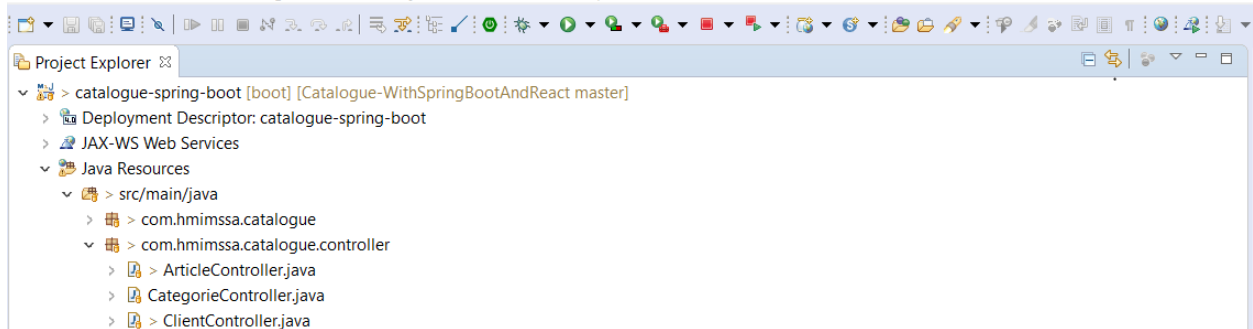 Project Explorer
> catalogue-spring-boot [boot] [Catalogue-WithSpringBootAndReact master]
Deployment Descriptor: catalogue-spring-boot
JAX-WS Web Services
Java Resources
> src/main/java
> com.hmimssa.catalogue
> com.hmimssa.catalogue.controller
> ArticleController.java
CategorieController.java
> ClientController.java